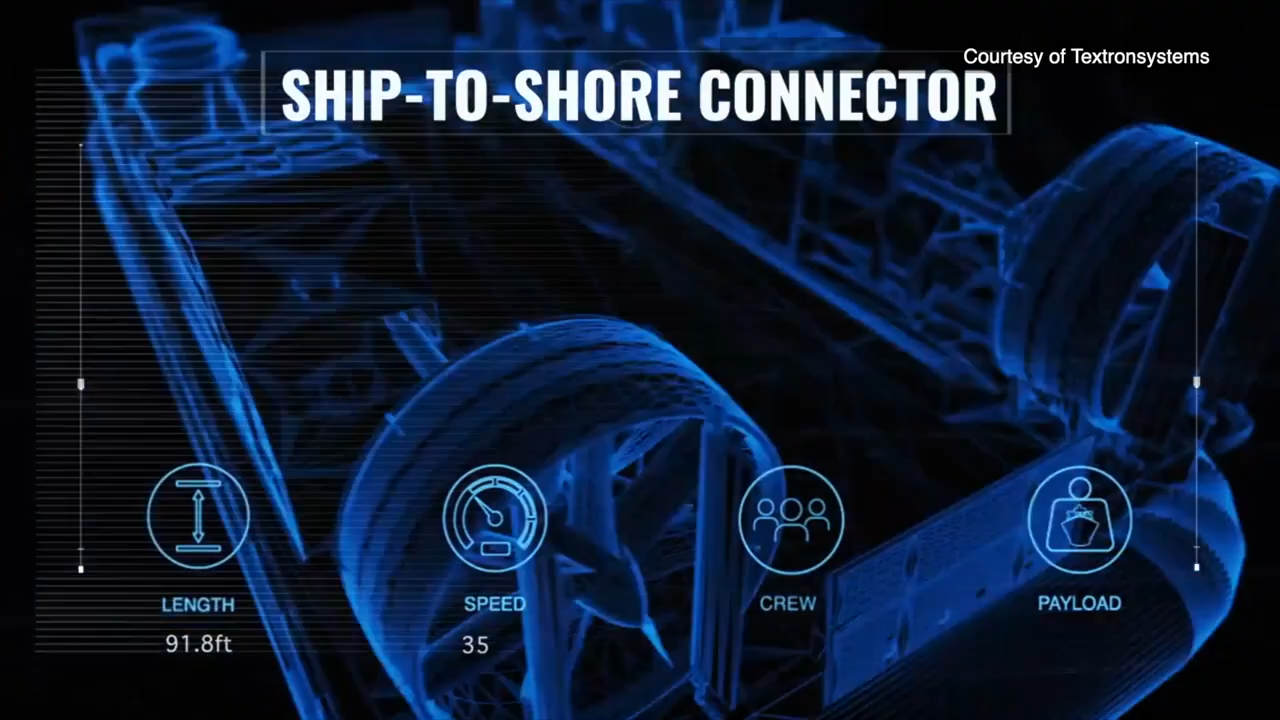 Courtesy of Textronsystems
SHIP-TO-SHORE CONNECTOR
LENGTH SPEED CREW PAYLOAD
91.8ft 35